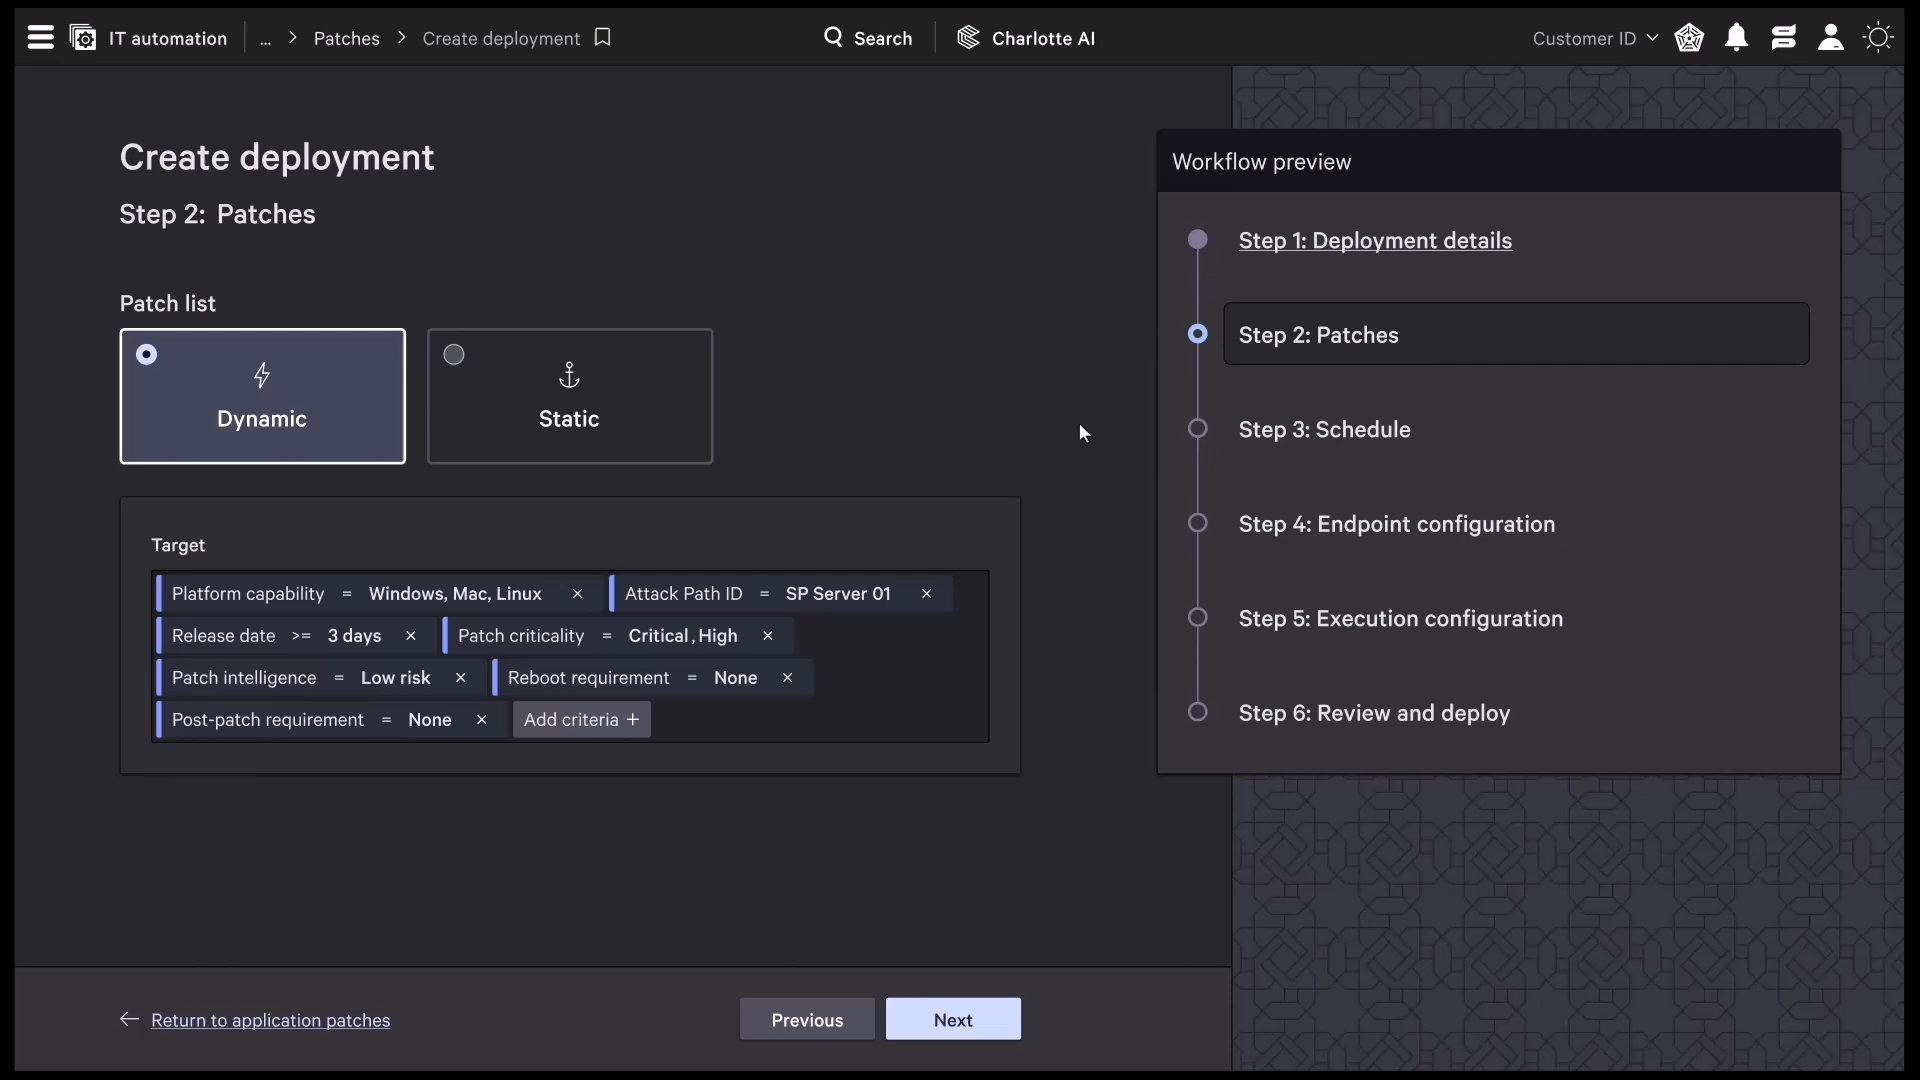 IT automation ... > Patches > Create deployment
Search
Charlotte AI
Customer ID
Create deployment
Step 2: Patches
Patch list
Dynamic
Static
Target
Platform capability = Windows, Mac, Linux × Attack Path ID = SP Server 01 ×
Release date >= 3 days × Patch criticality = Critical, High ×
Patch intelligence = Low risk × Reboot requirement = None ×
Post-patch requirement = None × Add criteria +
Return to application patches
Previous
Next
Workflow preview
Step 1: Deployment details
Step 2: Patches
Step 3: Schedule
Step 4: Endpoint configuration
Step 5: Execution configuration
Step 6: Review and deploy